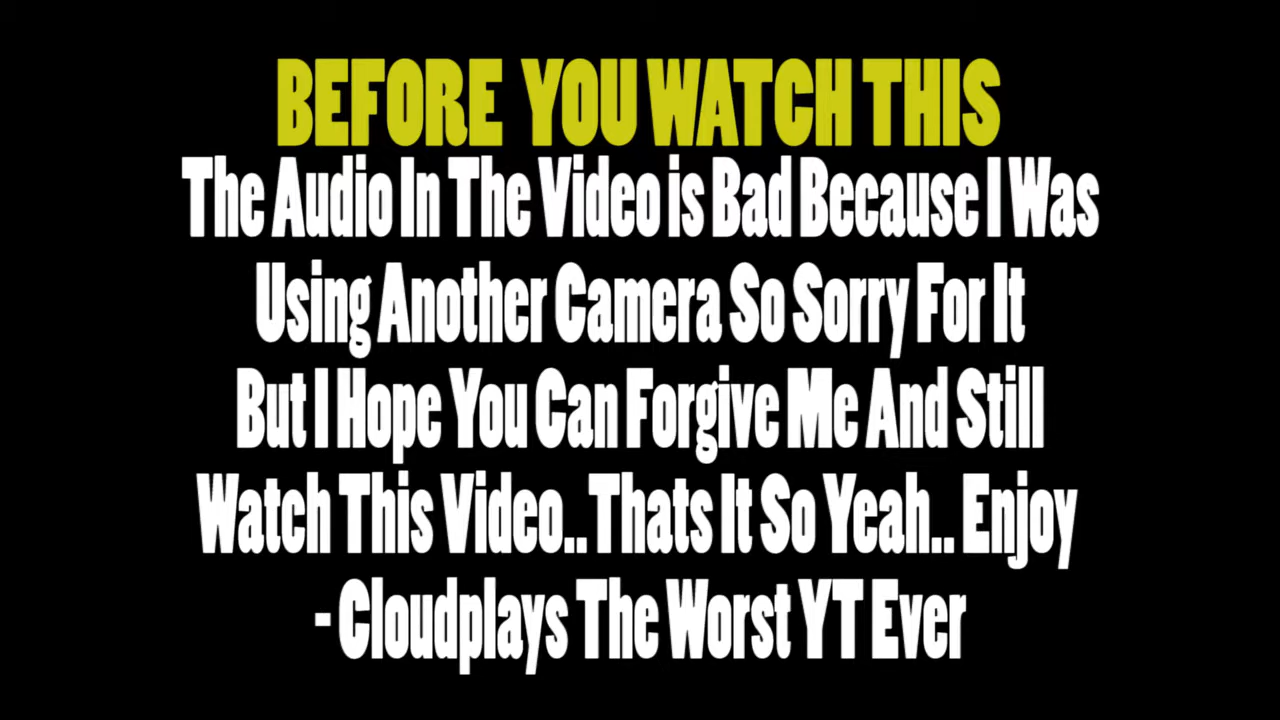 BEFORE YOU WATCH THIS
The Audio In The Video is Bad Because I Was
Using Another Camera So Sorry For It
But I Hope You Can Forgive Me And Still
Watch This Video.. Thats It So Yeah.. Enjoy
- Cloudplays The Worst YT Ever